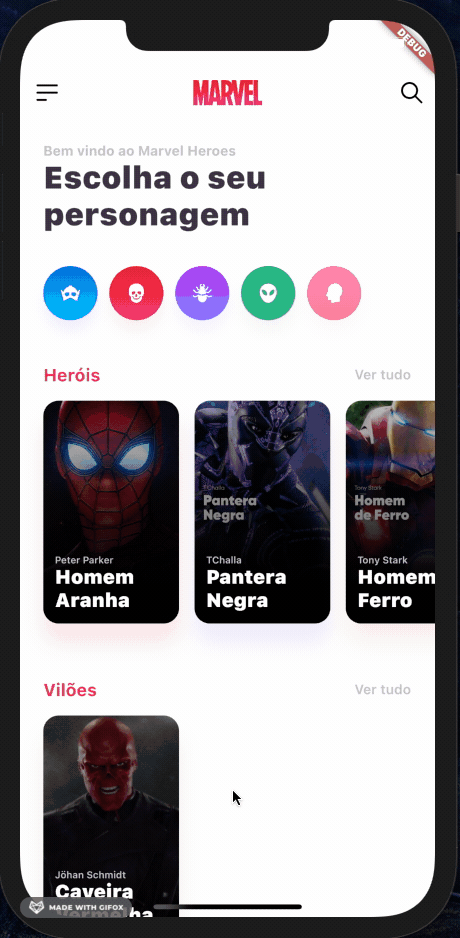 DEBUG
MARVEL
Bem vindo ao Marvel Heroes
Escolha o seu
personagem
Heróis
Ver tudo
TChalla
Pantera
Negra
Tony Stark
Homem
de Ferro
Peter Parker
Homem
Aranha
TChalla
Pantera
Negra
Tony Stark
Homem
Ferro
Vilões
Ver tudo
Jöhan Schmidt
Caveira
Vermelha
MADE WITH GIFOX